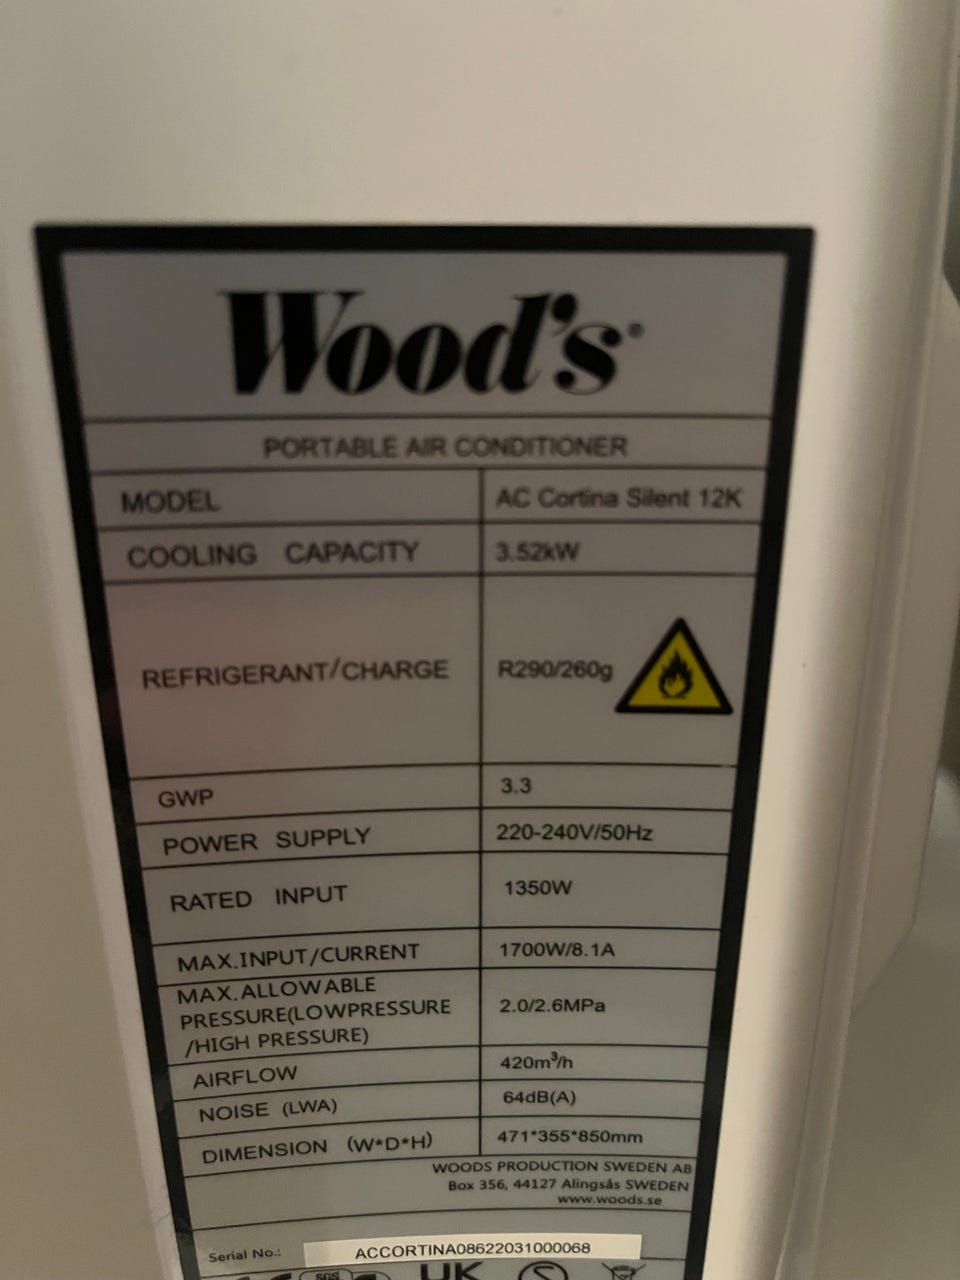 Wood's®
PORTABLE AIR CONDITIONER
MODEL AC Cortina Silent 12K
COOLING CAPACITY 3.52kW
REFRIGERANT/CHARGE R290/260g
GWP 3.3
POWER SUPPLY 220-240V/50Hz
RATED INPUT 1350W
MAX.INPUT/CURRENT 1700W/8.1A
MAX.ALLOWABLE
PRESSURE(LOWPRESSURE
/HIGH PRESSURE) 2.0/2.6MPa
AIRFLOW 420m³/h
NOISE (LWA) 64dB(A)
DIMENSION (W*D*H) 471*355*850mm
WOODS PRODUCTION SWEDEN AB
Box 356, 44127 Alingsås SWEDEN
www.woods.se
Serial No.: ACCORTINA08622031000068
SGS UK